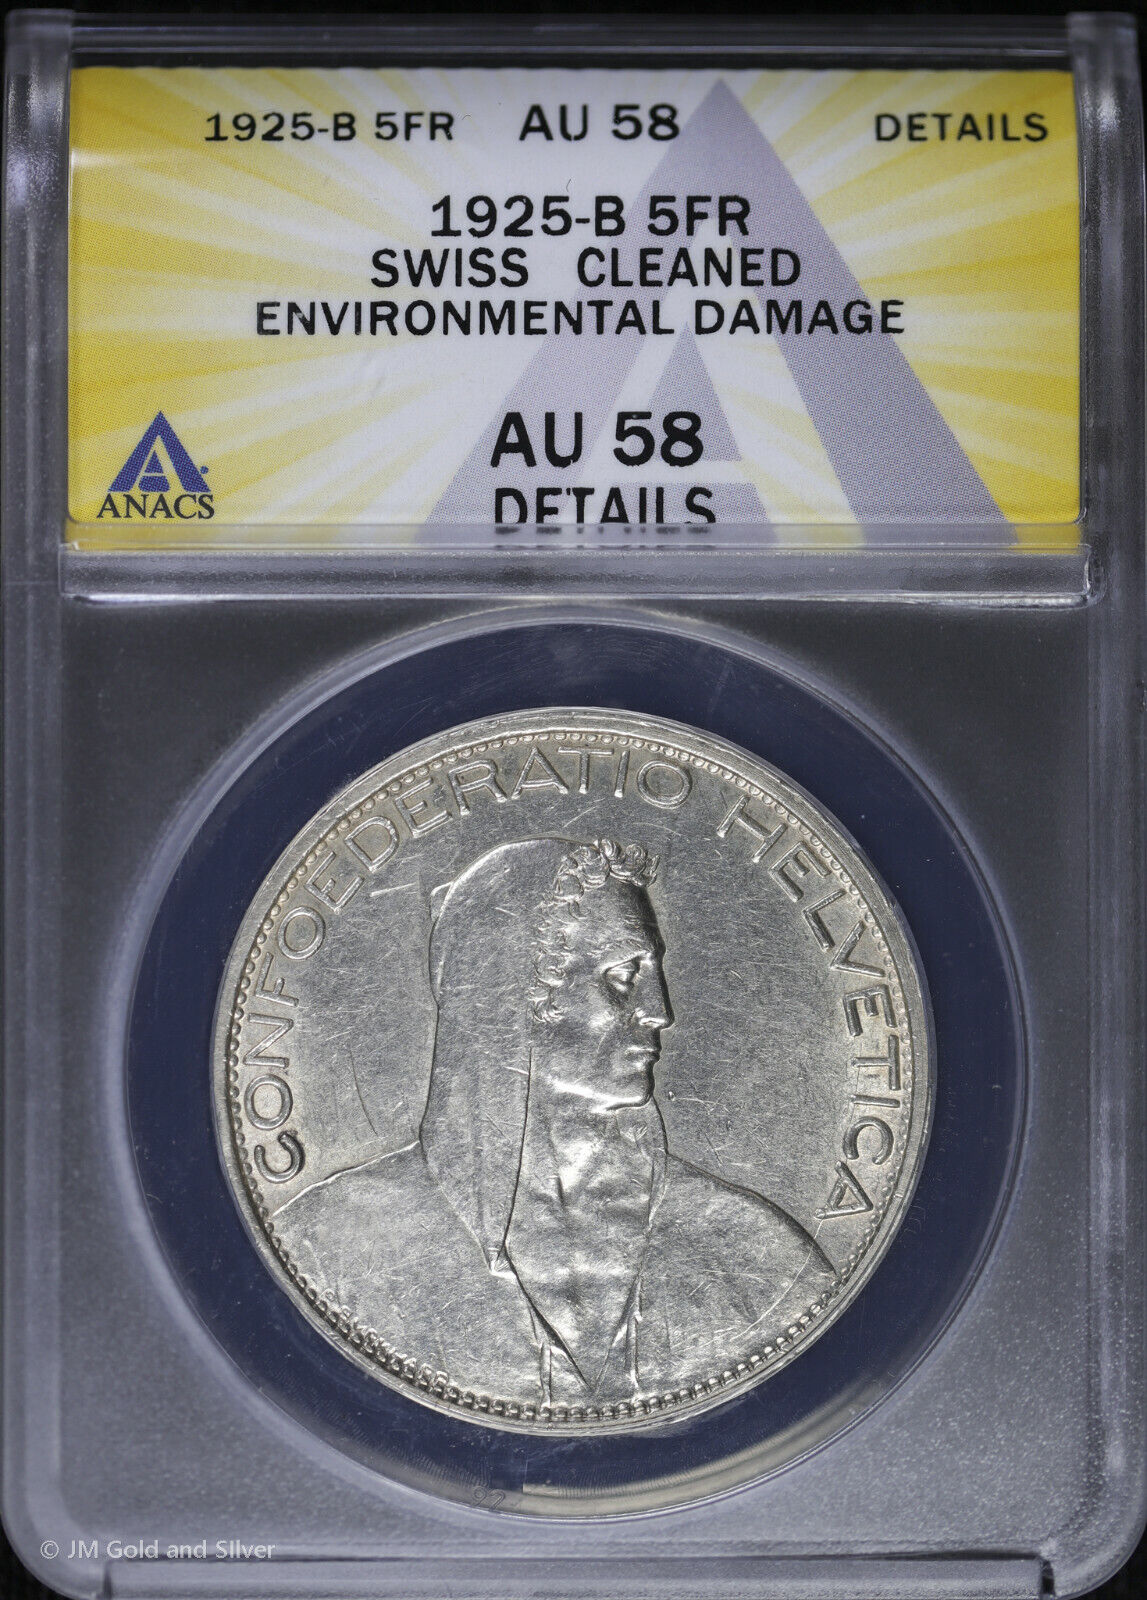 1925-B 5FR AU 58 DETAILS
1925-B 5FR
SWISS CLEANED
ENVIRONMENTAL DAMAGE
AU 58
DETAILS
ANACS
CONFOEDERATIO HELVETICA
© JM Gold and Silver